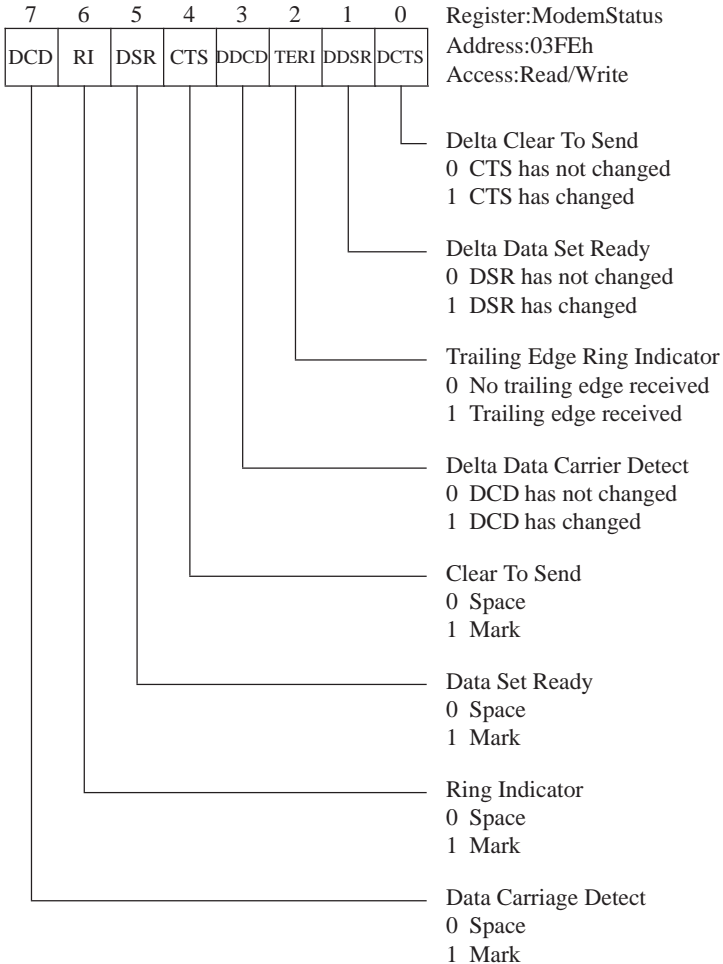 7 6 5 4 3 2 1 0
DCD RI DSR CTS DDCD TERI DDSR DCTS
Register:ModemStatus
Address:03FEh
Access:Read/Write
Delta Clear To Send
0 CTS has not changed
1 CTS has changed
Delta Data Set Ready
0 DSR has not changed
1 DSR has changed
Trailing Edge Ring Indicator
0 No trailing edge received
1 Trailing edge received
Delta Data Carrier Detect
0 DCD has not changed
1 DCD has changed
Clear To Send
0 Space
1 Mark
Data Set Ready
0 Space
1 Mark
Ring Indicator
0 Space
1 Mark
Data Carriage Detect
0 Space
1 Mark